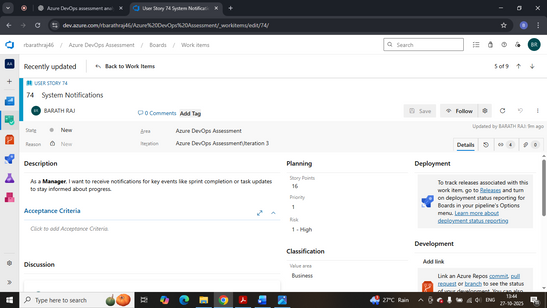 Azure DevOps assessment and
User Story 74 System Notificati
dev.azure.com/rbarathraj46/Azure%20DevOps%20Assessment/_workitems/edit/74/
rbarathraj46 / Azure DevOps Assessment / Boards / Work items
Search
BR
AA
Recently updated
Back to Work Items
5 of 9
USER STORY 74
74 System Notifications
BR BARATH RAJ
0 Comments Add Tag
Save
Follow
Updated by BARATH RAJ: 9m ago
State New
Area Azure DevOps Assessment
Reason New
Iteration Azure DevOps Assessment\Iteration 3
Details
4
0
Description
As a Manager, I want to receive notifications for key events like sprint completion or task updates
to stay informed about progress.
Acceptance Criteria
Click to add Acceptance Criteria.
Discussion
Planning
Story Points
16
Priority
1
Risk
1 - High
Classification
Value area
Business
Deployment
To track releases associated with this
work item, go to Releases and turn
on deployment status reporting for
Boards in your pipeline's Options
menu. Learn more about
deployment status reporting
Development
Add link
Link an Azure Repos commit, pull
request or branch to see the status
of your development. You can also
Type here to search
27°C Rain
ENG
13:44
27-10-2025